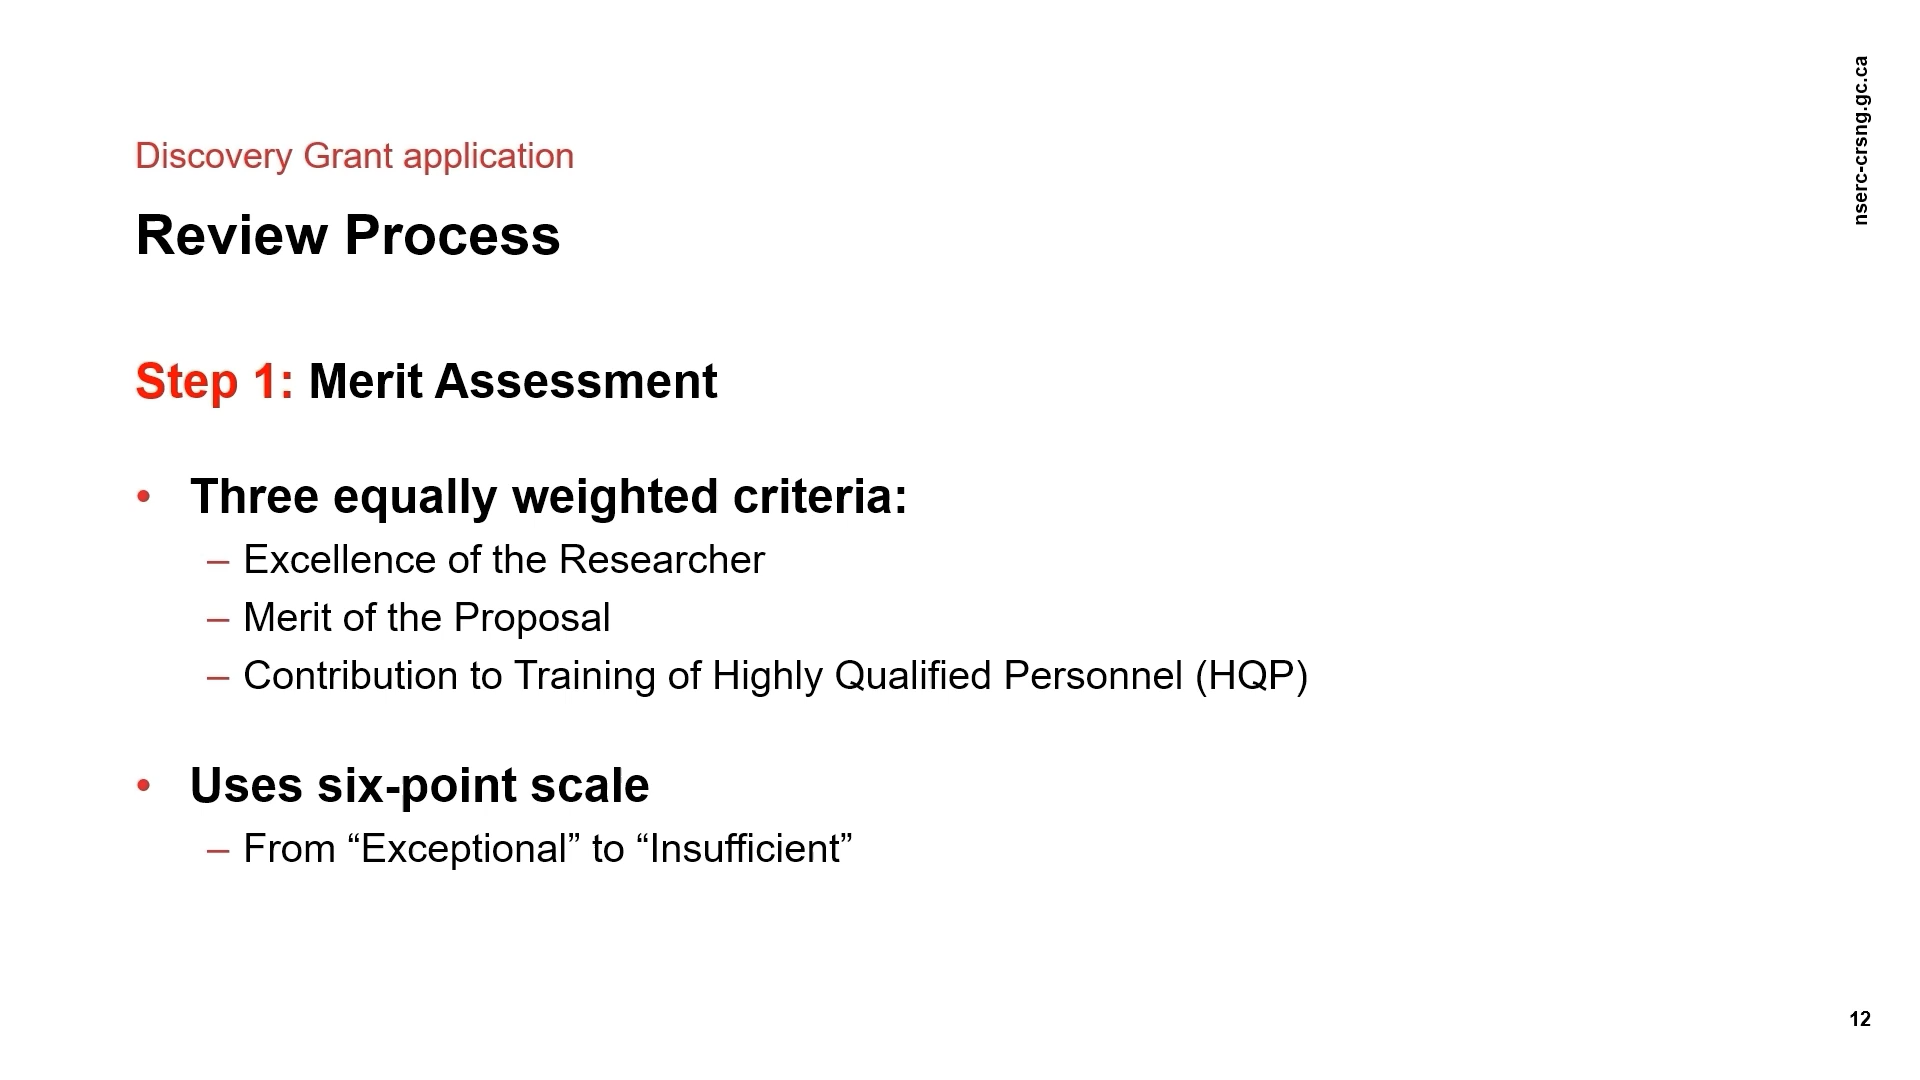 nserc-crsng.gc.ca
Discovery Grant application
Review Process
Step 1: Merit Assessment
• Three equally weighted criteria:
– Excellence of the Researcher
– Merit of the Proposal
– Contribution to Training of Highly Qualified Personnel (HQP)
• Uses six-point scale
– From “Exceptional” to “Insufficient”
12